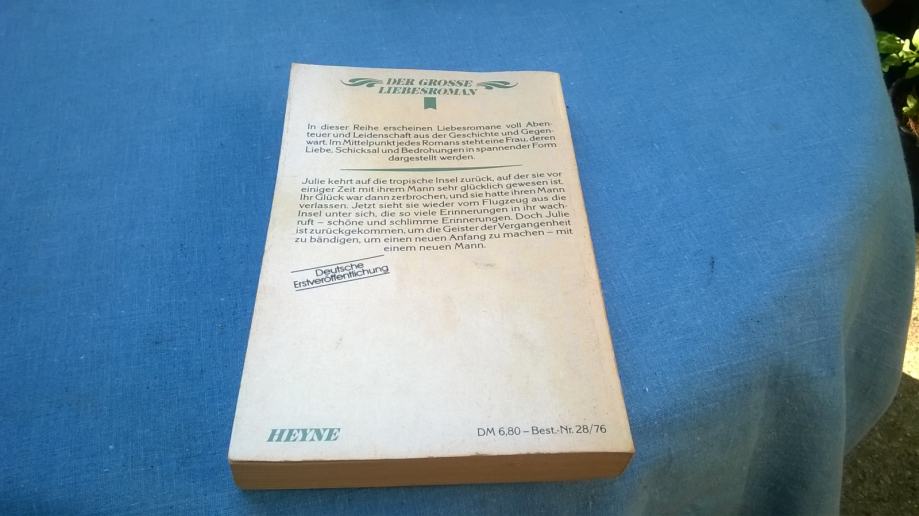 DER GROSSE
LIEBESROMAN
In dieser Reihe erscheinen Liebesromane voll Aben-
teuer und Leidenschaft aus der Geschichte und Gegen-
wart. Im Mittelpunkt jedes Romans steht eine Frau, deren
Liebe, Schicksal und Bedrohungen in spannender Form
dargestellt werden.
Julie kehrt auf die tropische Insel zurück, auf der sie vor
einiger Zeit mit ihrem Mann sehr glücklich gewesen ist.
Ihr Glück war dann zerbrochen, und sie hatte ihren Mann
verlassen. Jetzt sieht sie wieder vom Flugzeug aus die
Insel unter sich, die so viele Erinnerungen in ihr wach-
ruft – schöne und schlimme Erinnerungen. Doch Julie
ist zurückgekommen, um die Geister der Vergangenheit
zu bändigen, um einen neuen Anfang zu machen – mit
einem neuen Mann.
Deutsche
Erstveröffentlichung
HEYNE
DM 6,80 – Best.-Nr. 28/76